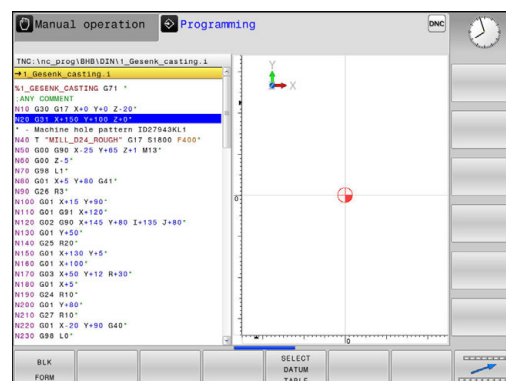 Manual operation
Programming
DNC
TNC:\nc_prog\BHB\DIN\1_Gesenk_casting.i
→1_Gesenk_casting.i
%1_GESENK_CASTING G71 *
;ANY COMMENT
N10 G30 G17 X+0 Y+0 Z-20*
N20 G31 X+150 Y+100 Z+0*
* - Machine hole pattern ID27943KL1
N40 T "MILL_D24_ROUGH" G17 S1800 F400*
N50 G00 G90 X-25 Y+65 Z+1 M13*
N60 G00 Z-5*
N70 G98 L1*
N80 G01 X+5 Y+80 G41*
N90 G26 R3*
N100 G01 X+15 Y+90*
N110 G01 G91 X+120*
N120 G02 G90 X+145 Y+80 I+135 J+80*
N130 G01 Y+50*
N140 G25 R20*
N150 G01 X+130 Y+5*
N160 G01 X+100*
N170 G03 X+50 Y+12 R+30*
N180 G01 X+5*
N190 G24 R10*
N200 G01 Y+80*
N210 G27 R10*
N220 G01 X-20 Y+90 G40*
N230 G98 L0*
Y
X
0
0
BLK
FORM
SELECT
DATUM
TABLE